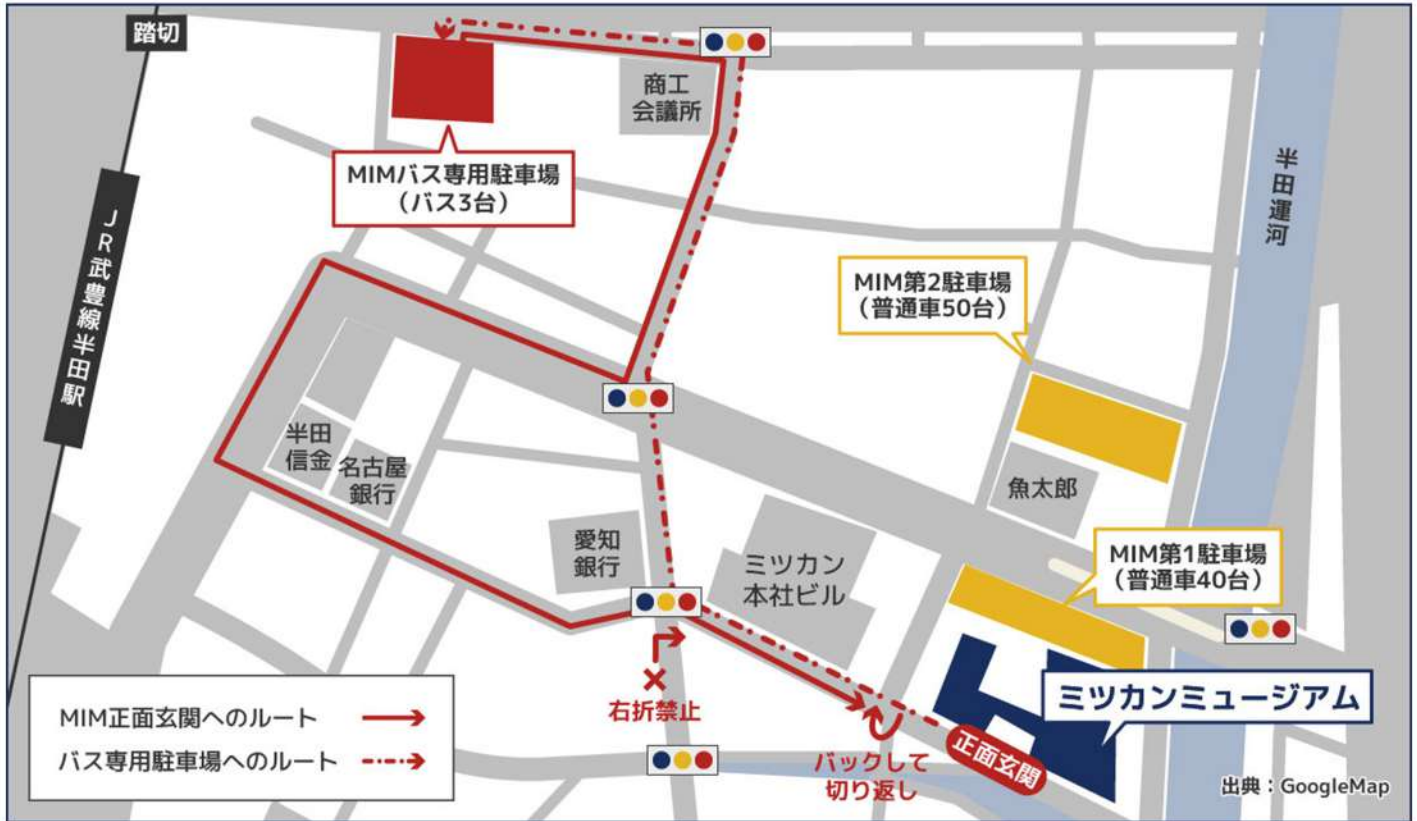 踏切
商工
会議所
MIMバス専用駐車場
（バス3台）
半田運河
JR武豊線半田駅
MIM第2駐車場
（普通車50台）
半田
信金
名古屋
銀行
魚太郎
愛知
銀行
ミツカン
本社ビル
MIM第1駐車場
（普通車40台）
右折禁止
ミツカンミュージアム
正面玄関
バックして
切り返し
MIM正面玄関へのルート
バス専用駐車場へのルート
出典：GoogleMap